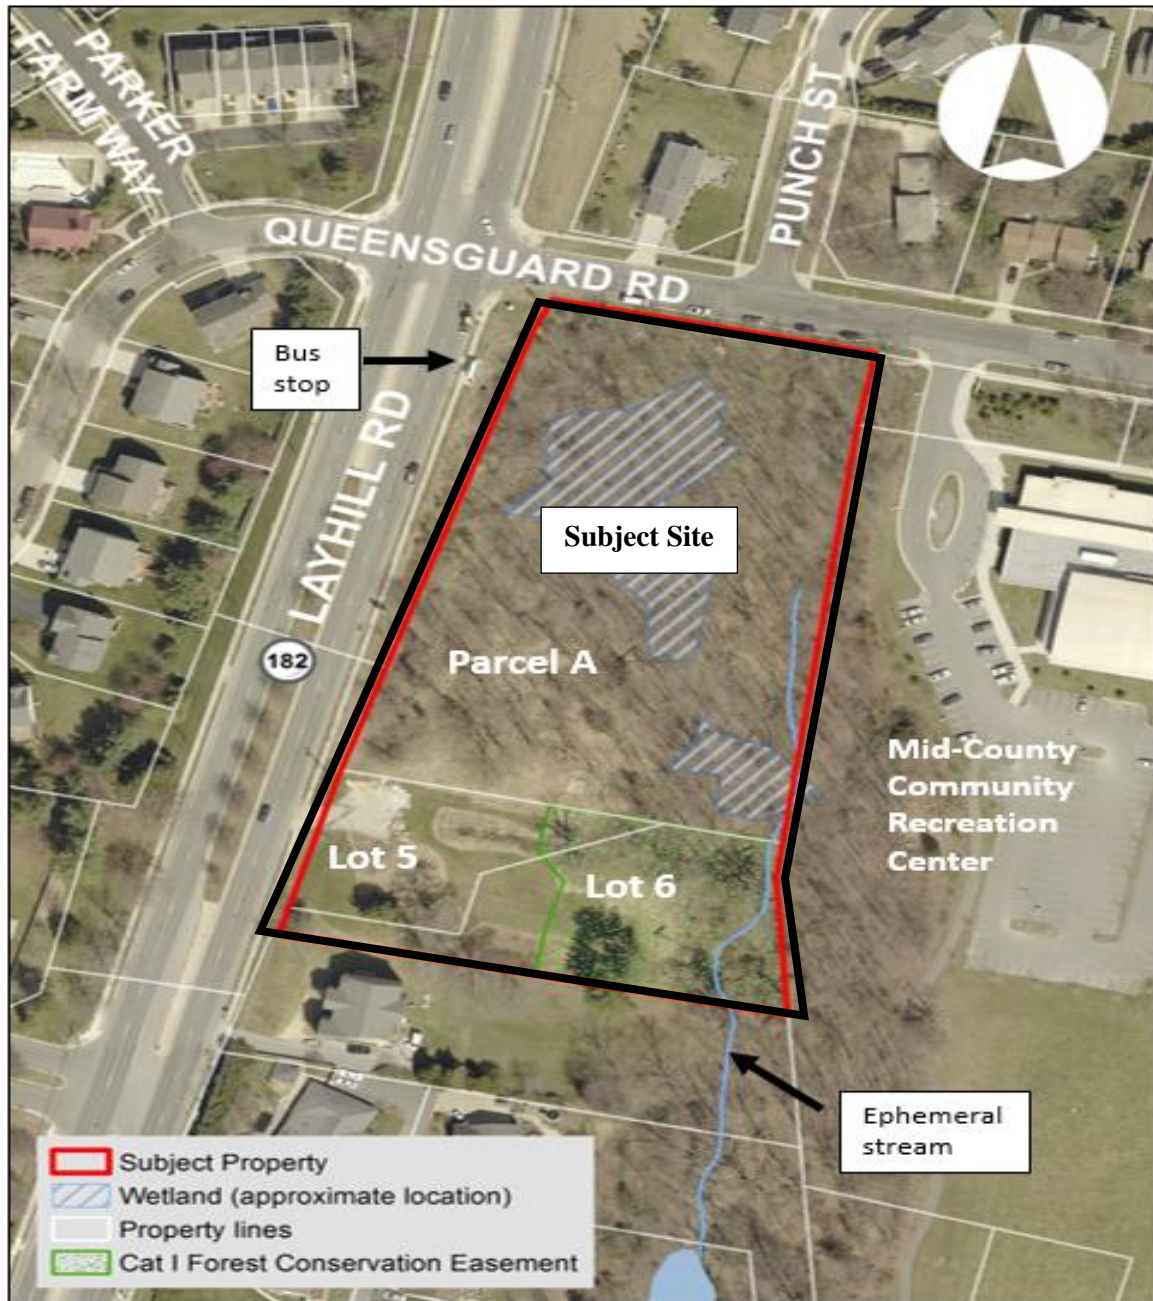 PARKER
FARM WAY
PUNCH ST
QUEENSGUARD RD
Bus
stop
LAYHILL RD
Subject Site
182
Parcel A
Mid-County
Community
Recreation
Center
Lot 5
Lot 6
Ephemeral
stream
Subject Property
Wetland (approximate location)
Property lines
Cat I Forest Conservation Easement